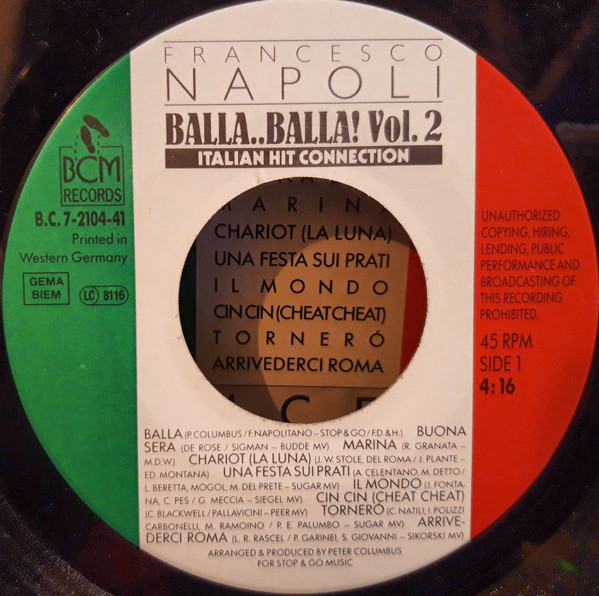 FRANCESCO
NAPOLI
BALLA..BALLA! Vol. 2
ITALIAN HIT CONNECTION
BCM
RECORDS
B.C. 7-2104-41
Printed in
Western Germany
GEMA
BIEM
LC 8116
MARINA
CHARIOT (LA LUNA)
UNA FESTA SUI PRATI
IL MONDO
CIN CIN (CHEAT CHEAT)
TORNERÓ
ARRIVEDERCI ROMA
UNAUTHORIZED
COPYING, HIRING,
LENDING, PUBLIC
PERFORMANCE AND
BROADCASTING OF
THIS RECORDING
PROHIBITED.
45 RPM
SIDE 1
4:16
BALLA (P. COLUMBUS / F. NAPOLITANO – STOP & GO / F.D. & H.) BUONA
SERA (DE ROSE / SIGMAN – BUDDE MV) MARINA (R. GRANATA –
M.D.W) CHARIOT (LA LUNA) (J. W. STOLE, DEL ROMA / J. PLANTE –
ED. MONTANA) UNA FESTA SUI PRATI (A. CELENTANO, M. DETTO /
L. BERETTA, MOGOL, M. DEL PRETE – SUGAR MV) IL MONDO (J. FONTA-
NA, C. PES / G. MECCIA – SIEGEL MV) CIN CIN (CHEAT CHEAT)
(C. BLACKWELL / PALLAVICINI – PEER MV) TORNERÓ (C. NATILI, I. POLIZZI
CARBONELLI, M. RAMOINO / P. E. PALUMBO – SUGAR MV) ARRIVE-
DERCI ROMA (L. R. RASCEL / P. GARINEI, S. GIOVANNI – SIKORSKI MV)
ARRANGED & PRODUCED BY PETER COLUMBUS
FOR STOP & GO MUSIC